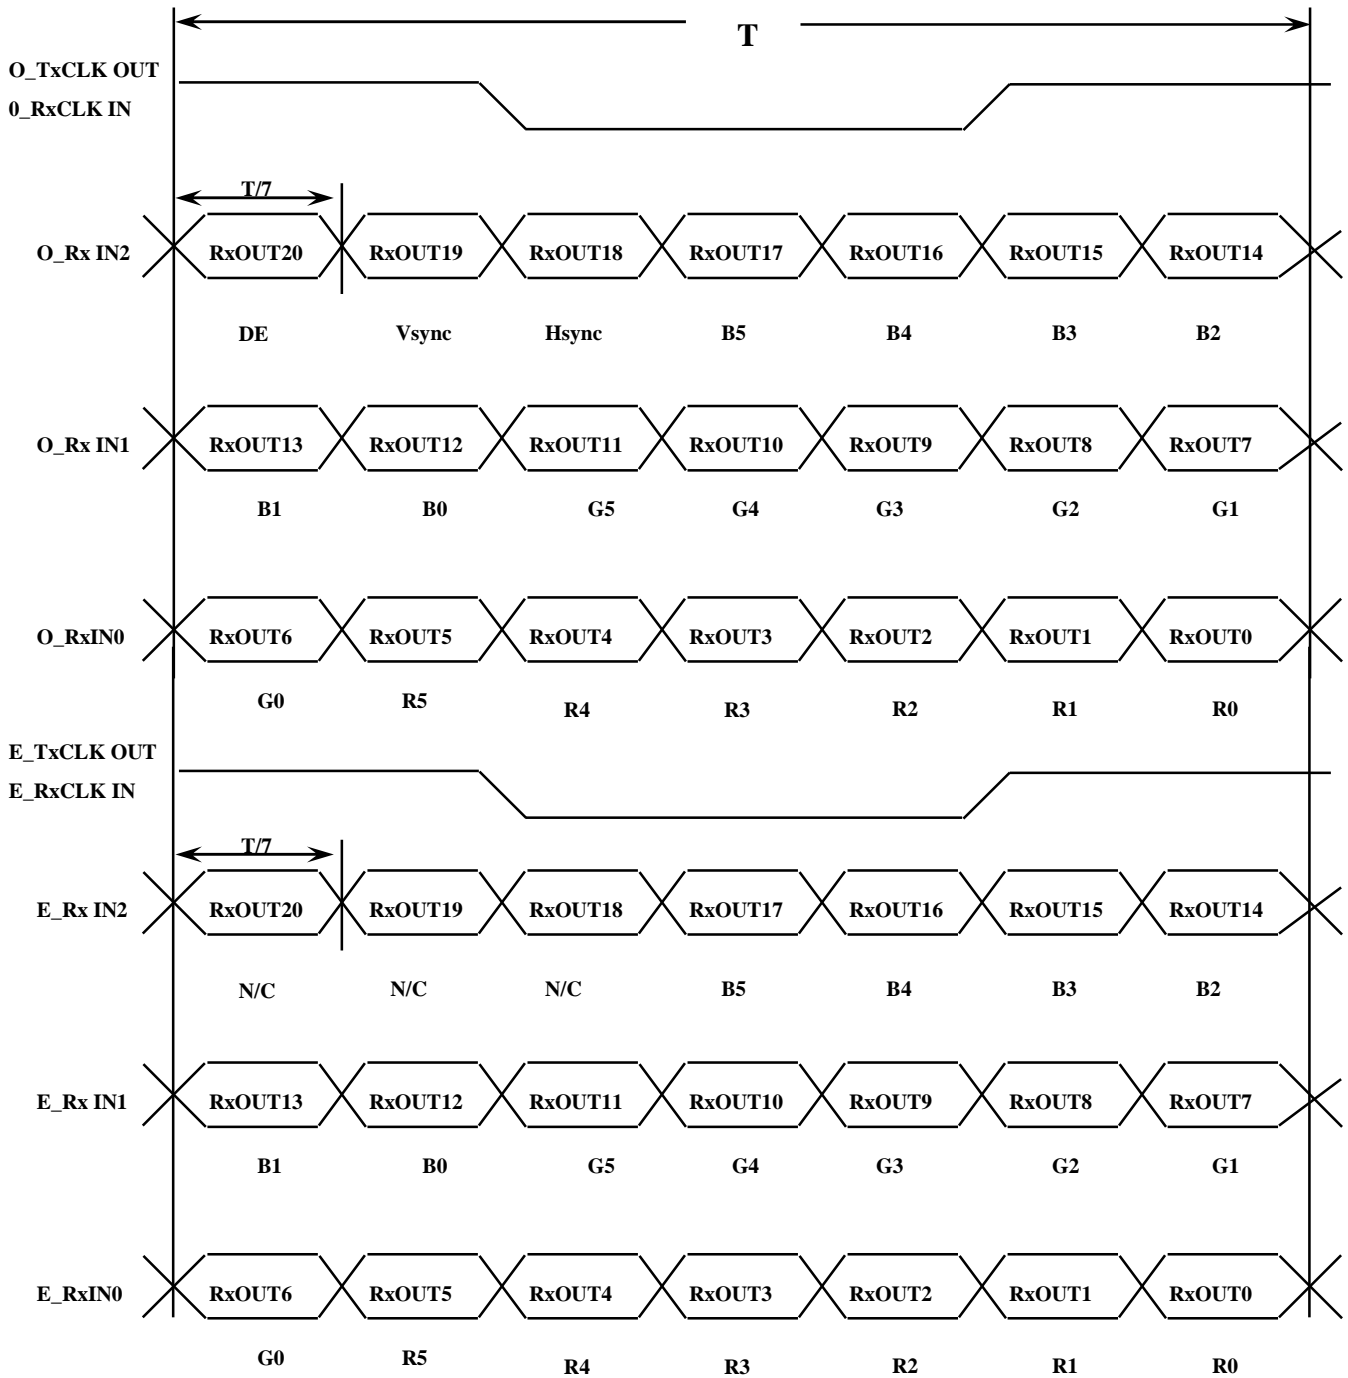 T
O_TxCLK OUT
0_RxCLK IN
T/7
O_Rx IN2 RxOUT20 RxOUT19 RxOUT18 RxOUT17 RxOUT16 RxOUT15 RxOUT14
DE Vsync Hsync B5 B4 B3 B2
O_Rx IN1 RxOUT13 RxOUT12 RxOUT11 RxOUT10 RxOUT9 RxOUT8 RxOUT7
B1 B0 G5 G4 G3 G2 G1
O_RxIN0 RxOUT6 RxOUT5 RxOUT4 RxOUT3 RxOUT2 RxOUT1 RxOUT0
G0 R5 R4 R3 R2 R1 R0
E_TxCLK OUT
E_RxCLK IN
T/7
E_Rx IN2 RxOUT20 RxOUT19 RxOUT18 RxOUT17 RxOUT16 RxOUT15 RxOUT14
N/C N/C N/C B5 B4 B3 B2
E_Rx IN1 RxOUT13 RxOUT12 RxOUT11 RxOUT10 RxOUT9 RxOUT8 RxOUT7
B1 B0 G5 G4 G3 G2 G1
E_RxIN0 RxOUT6 RxOUT5 RxOUT4 RxOUT3 RxOUT2 RxOUT1 RxOUT0
G0 R5 R4 R3 R2 R1 R0